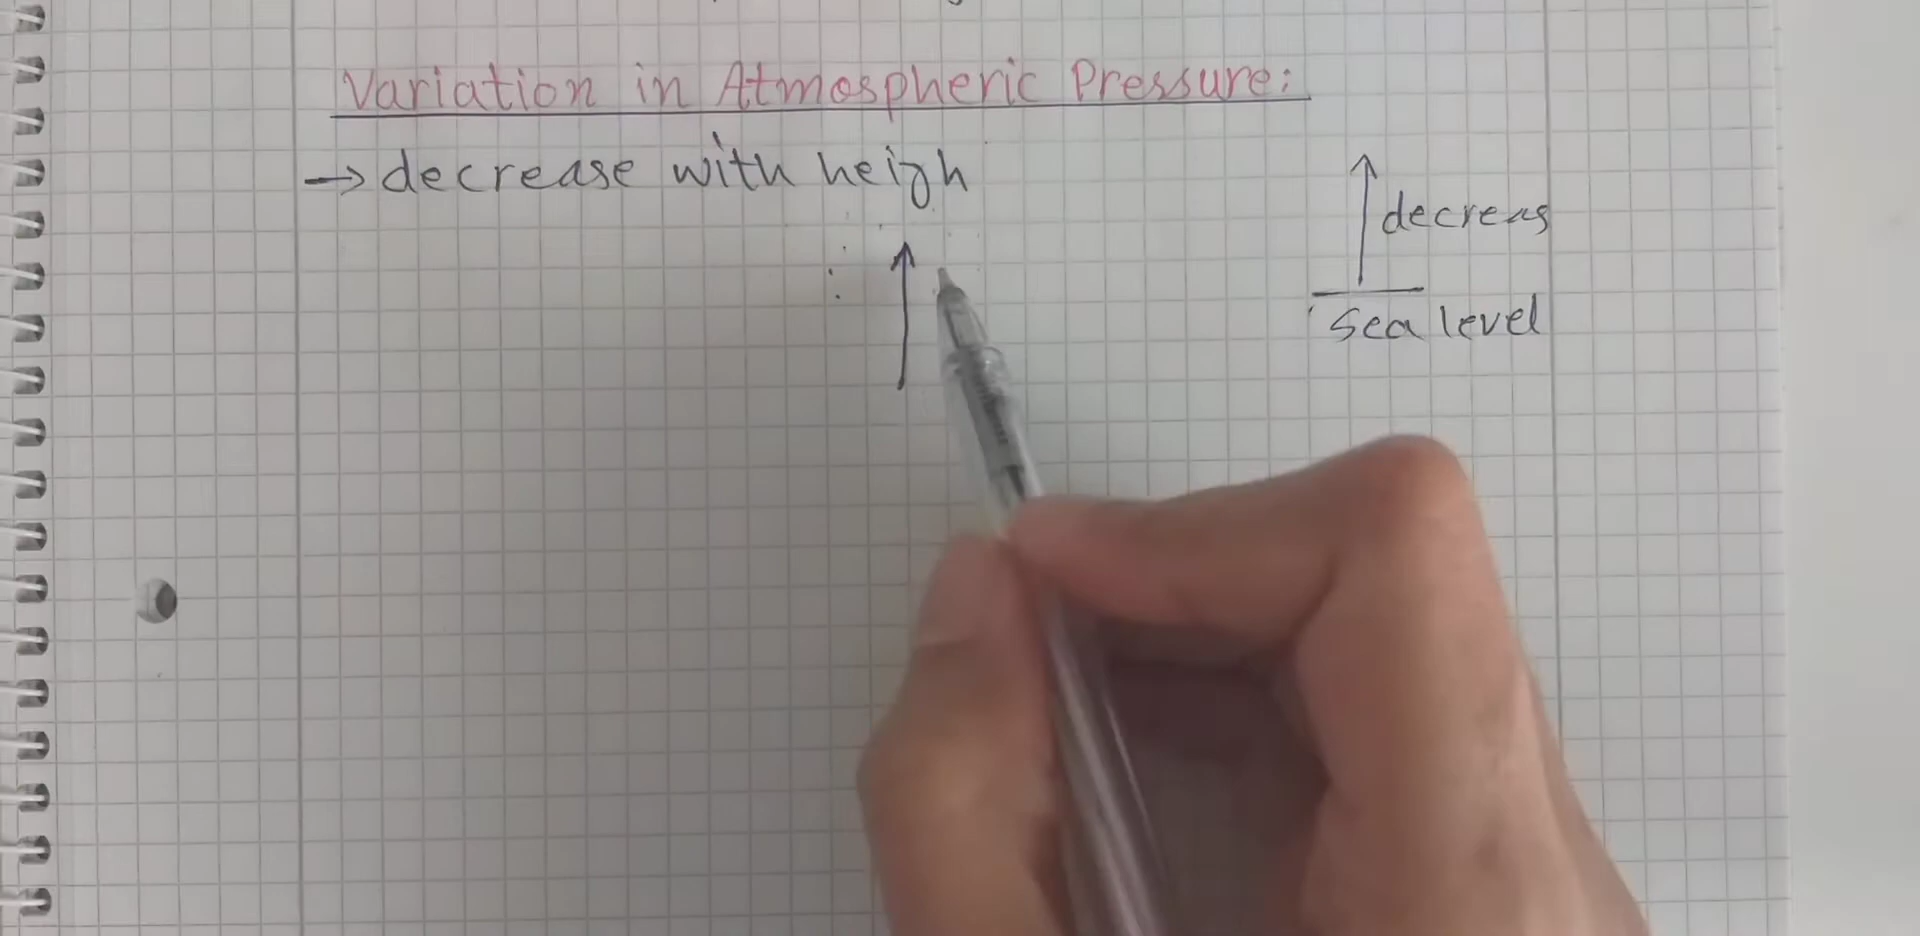 Variation in Atmospheric Pressure:
→ decrease with heigh
decreas
sea level